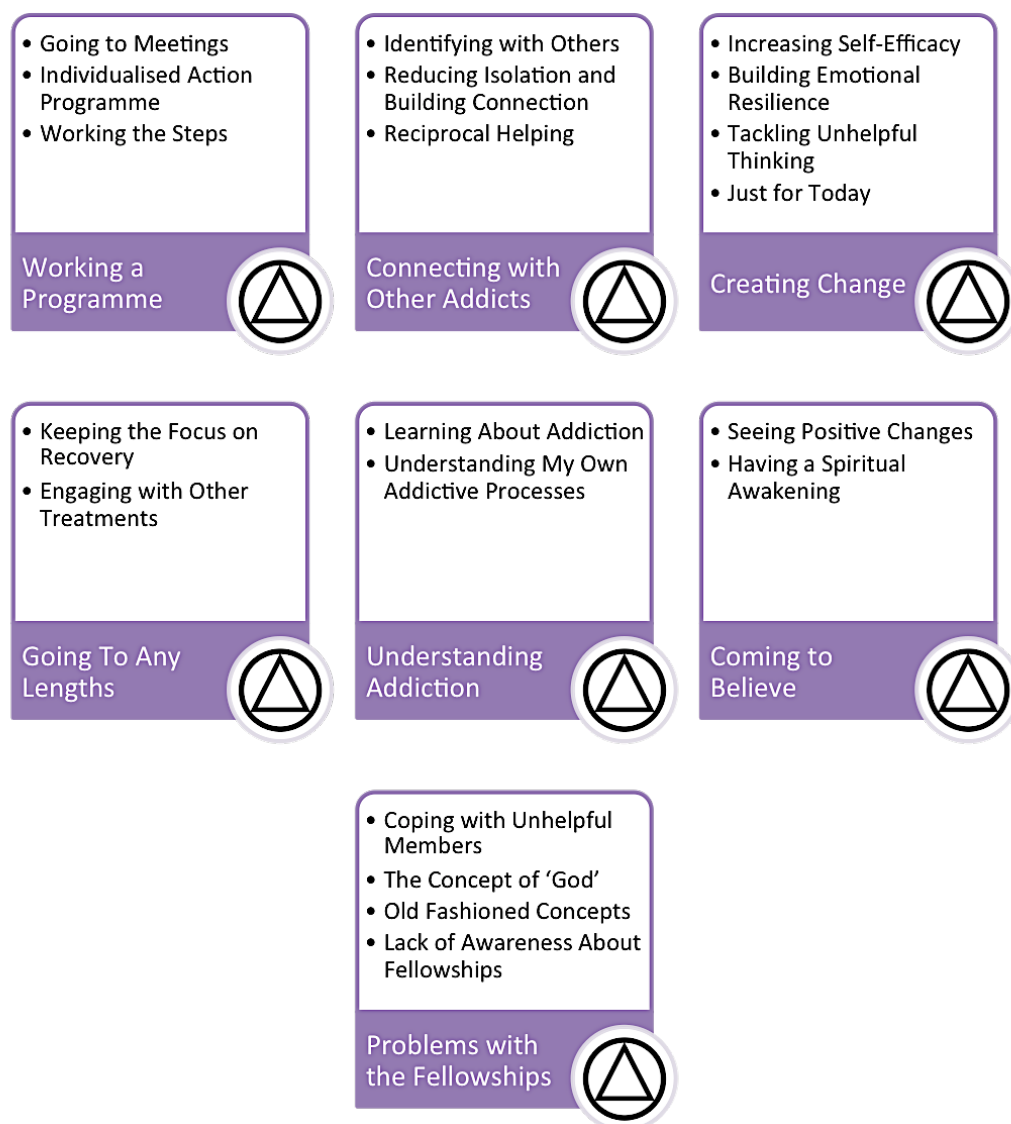 • Going to Meetings
• Individualised Action
Programme
• Working the Steps
Working a
Programme
• Identifying with Others
• Reducing Isolation and
Building Connection
• Reciprocal Helping
Connecting with
Other Addicts
• Increasing Self-Efficacy
• Building Emotional
Resilience
• Tackling Unhelpful
Thinking
• Just for Today
Creating Change
• Keeping the Focus on
Recovery
• Engaging with Other
Treatments
Going To Any
Lengths
• Learning About Addiction
• Understanding My Own
Addictive Processes
Understanding
Addiction
• Seeing Positive Changes
• Having a Spiritual
Awakening
Coming to
Believe
• Coping with Unhelpful
Members
• The Concept of ‘God’
• Old Fashioned Concepts
• Lack of Awareness About
Fellowships
Problems with
the Fellowships